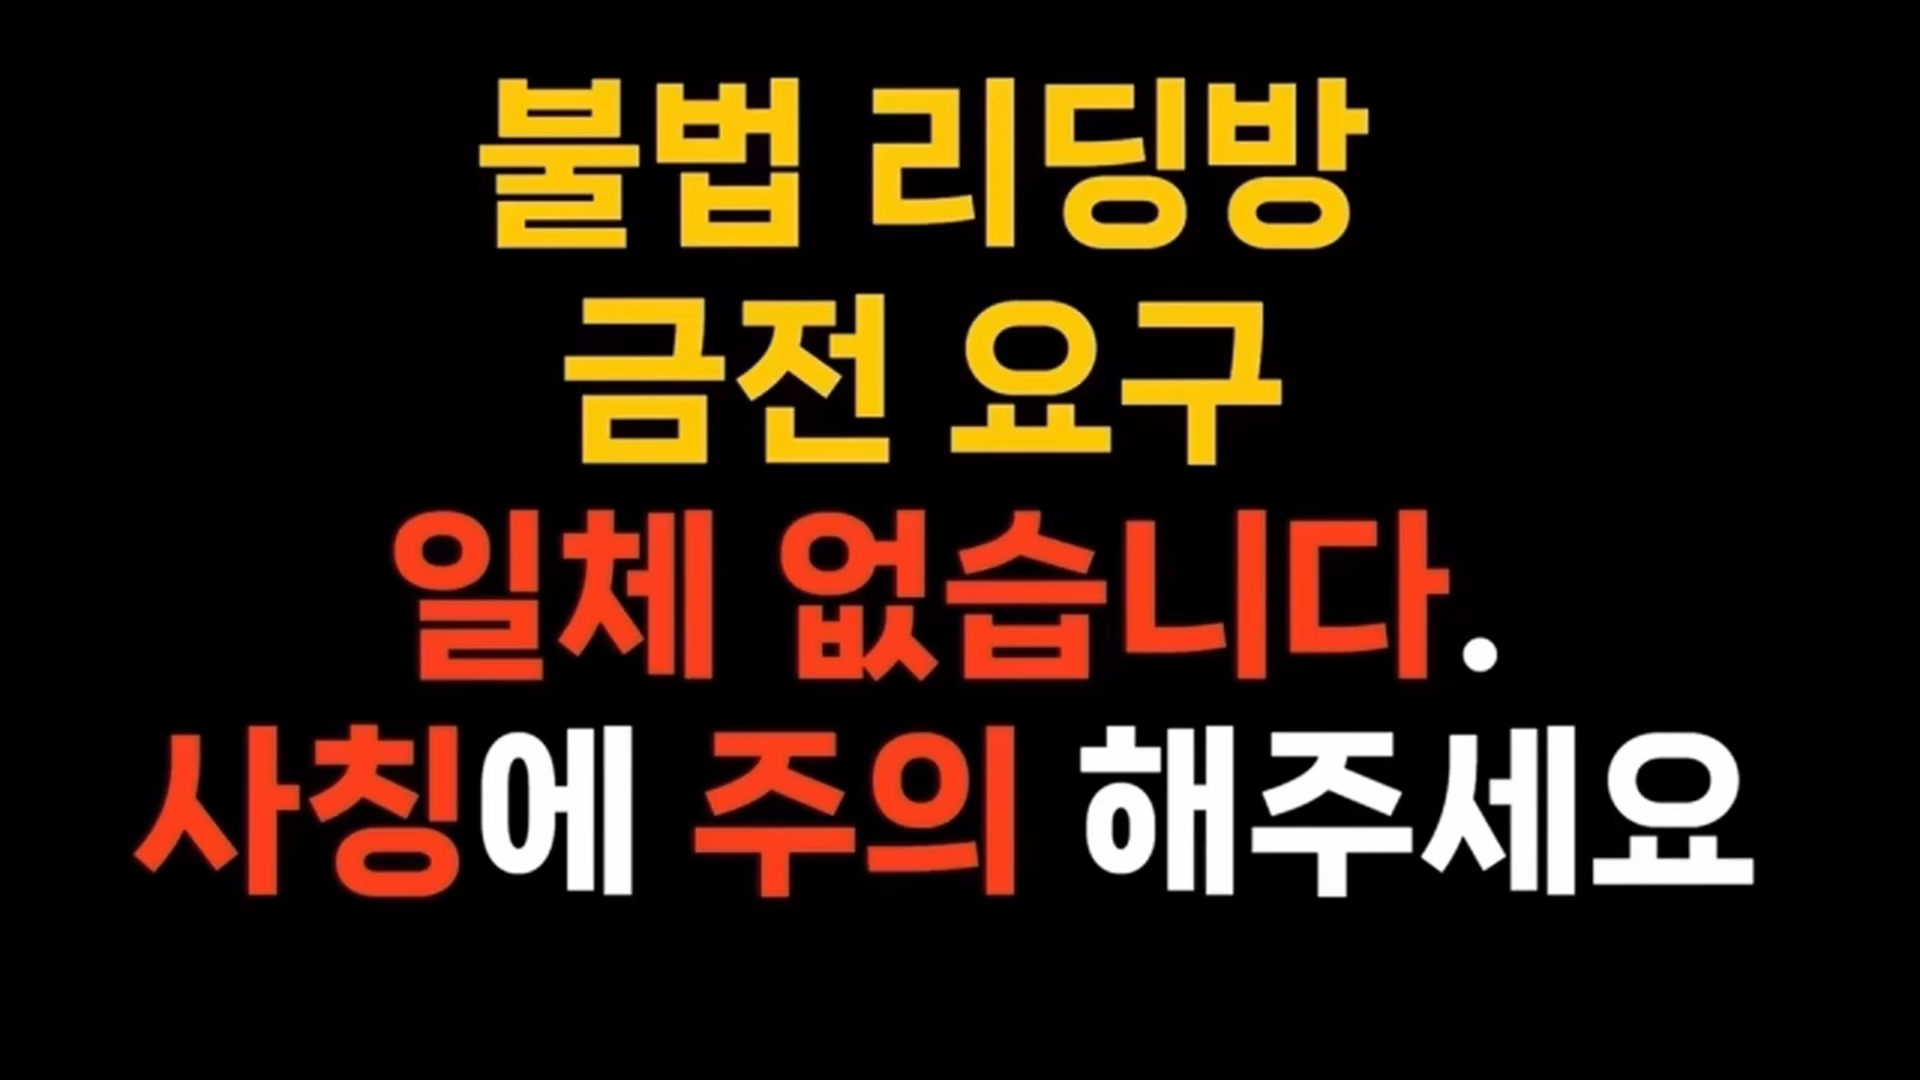 불법 리딩방
금전 요구
일체 없습니다.
사칭에 주의 해주세요